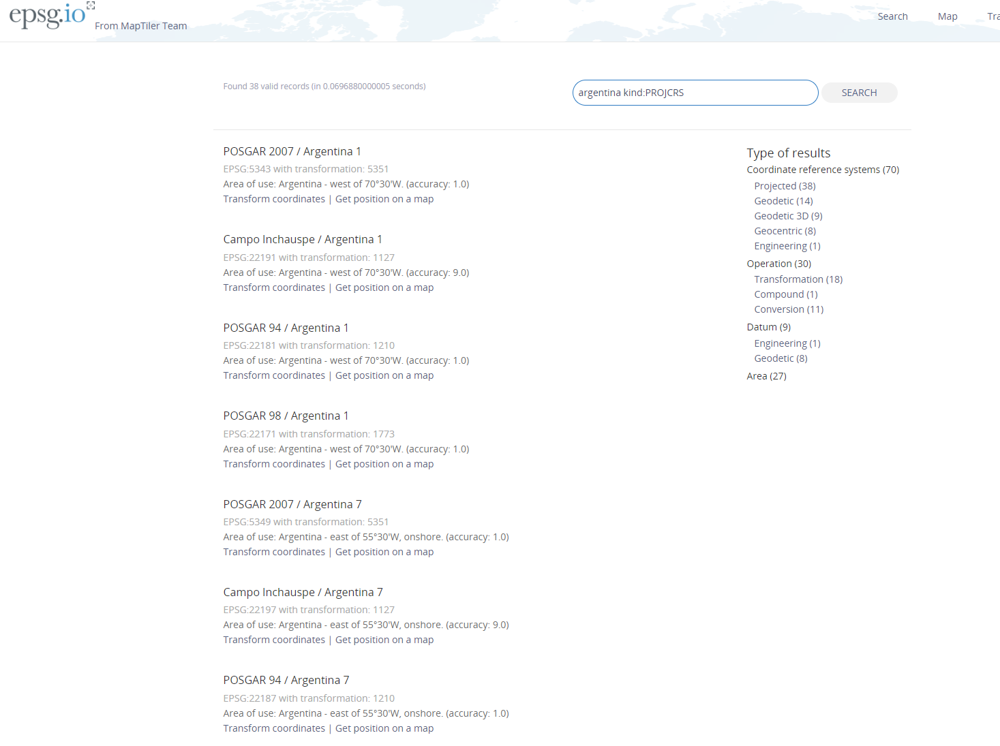 epsg.io
From MapTiler Team
Search
Map
Tra
Found 38 valid records (in 0.0696880000005 seconds)
argentina kind:PROJCRS
SEARCH
POSGAR 2007 / Argentina 1
EPSG:5343 with transformation: 5351
Area of use: Argentina - west of 70°30'W. (accuracy: 1.0)
Transform coordinates | Get position on a map
Campo Inchauspe / Argentina 1
EPSG:22191 with transformation: 1127
Area of use: Argentina - west of 70°30'W. (accuracy: 9.0)
Transform coordinates | Get position on a map
POSGAR 94 / Argentina 1
EPSG:22181 with transformation: 1210
Area of use: Argentina - west of 70°30'W. (accuracy: 1.0)
Transform coordinates | Get position on a map
POSGAR 98 / Argentina 1
EPSG:22171 with transformation: 1773
Area of use: Argentina - west of 70°30'W. (accuracy: 1.0)
Transform coordinates | Get position on a map
POSGAR 2007 / Argentina 7
EPSG:5349 with transformation: 5351
Area of use: Argentina - east of 55°30'W, onshore. (accuracy: 1.0)
Transform coordinates | Get position on a map
Campo Inchauspe / Argentina 7
EPSG:22197 with transformation: 1127
Area of use: Argentina - east of 55°30'W, onshore. (accuracy: 9.0)
Transform coordinates | Get position on a map
POSGAR 94 / Argentina 7
EPSG:22187 with transformation: 1210
Area of use: Argentina - east of 55°30'W, onshore. (accuracy: 1.0)
Transform coordinates | Get position on a map
Type of results
Coordinate reference systems (70)
Projected (38)
Geodetic (14)
Geodetic 3D (9)
Geocentric (8)
Engineering (1)
Operation (30)
Transformation (18)
Compound (1)
Conversion (11)
Datum (9)
Engineering (1)
Geodetic (8)
Area (27)